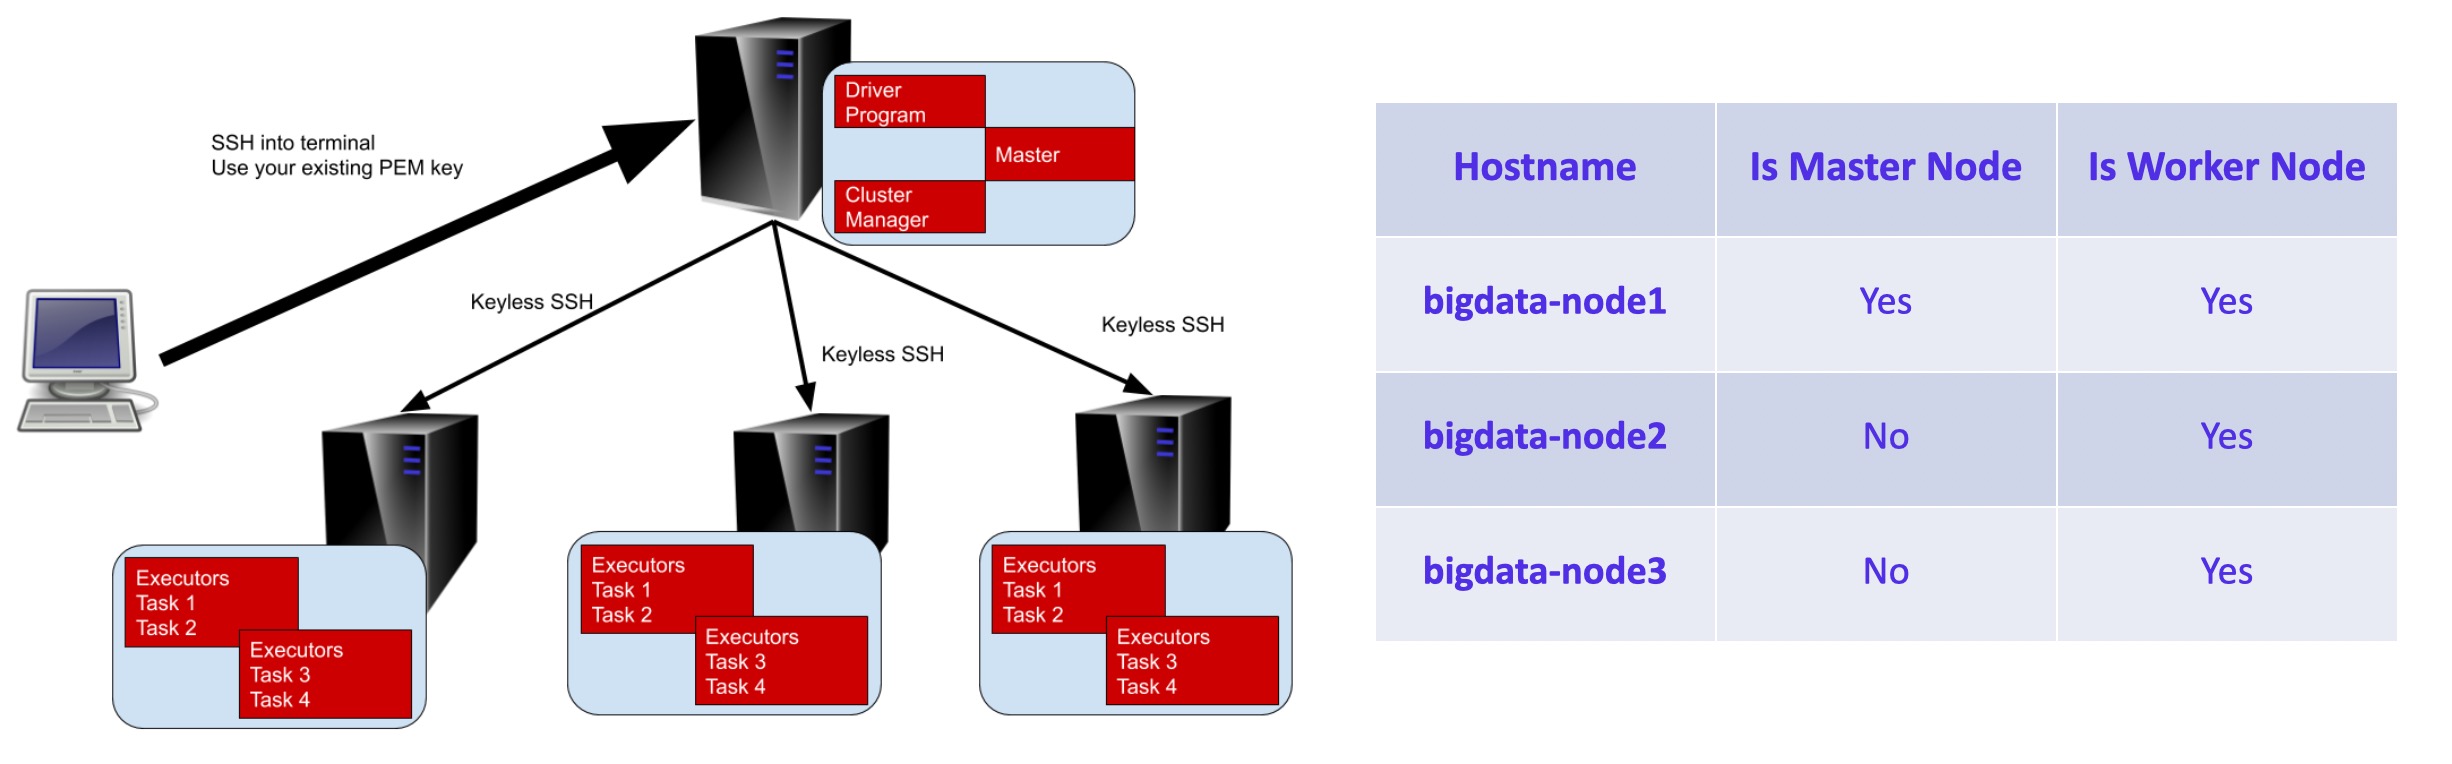 SSH into terminal
Use your existing PEM key
Driver
Program
Master
Cluster
Manager
Keyless SSH
Keyless SSH
Keyless SSH
Executors
Task 1
Task 2
Executors
Task 3
Task 4
Executors
Task 1
Task 2
Executors
Task 3
Task 4
Executors
Task 1
Task 2
Executors
Task 3
Task 4
Hostname Is Master Node Is Worker Node
bigdata-node1 Yes Yes
bigdata-node2 No Yes
bigdata-node3 No Yes